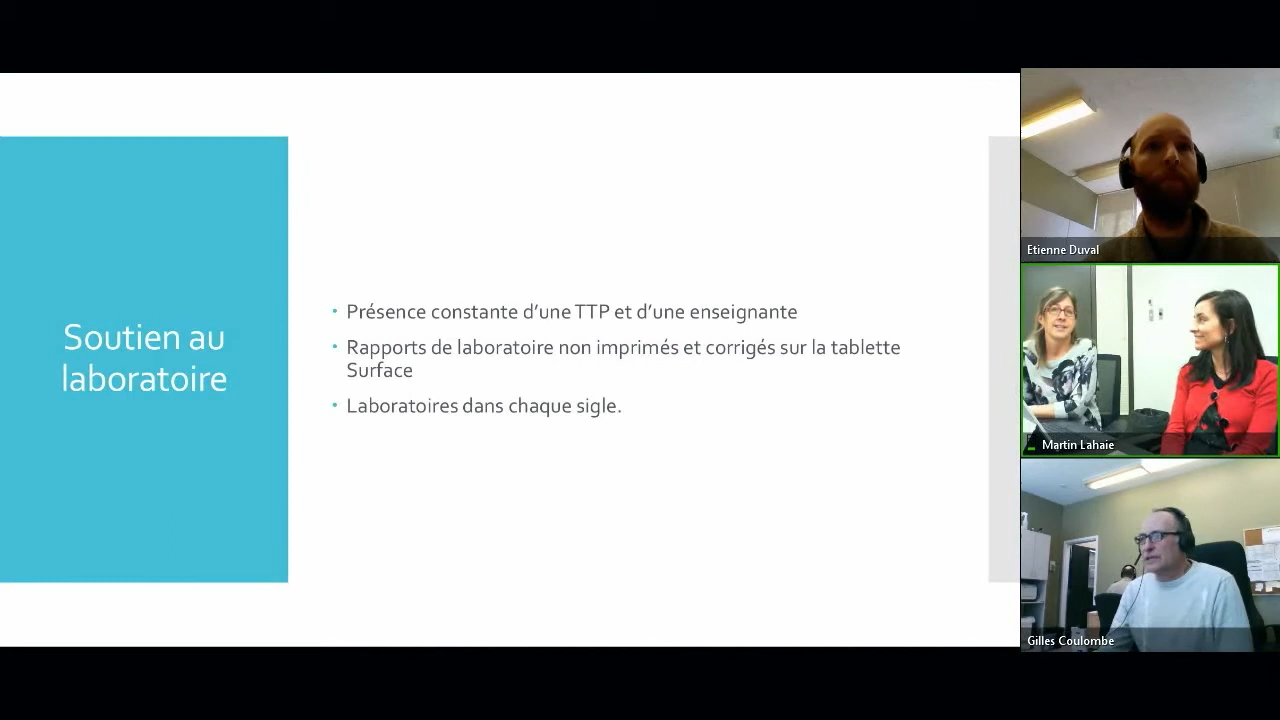 Soutien au
laboratoire
Présence constante d’une TTP et d’une enseignante
Rapports de laboratoire non imprimés et corrigés sur la tablette
Surface
Laboratoires dans chaque sigle.
Etienne Duval
Martin Lahaie
Gilles Coulombe